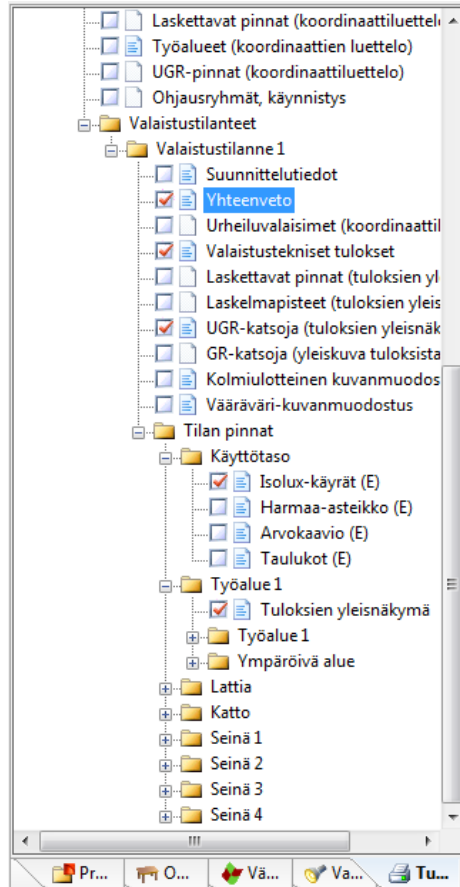 Laskettavat pinnat (koordinaattiluettelo
Työalueet (koordinaattien luettelo)
UGR-pinnat (koordinaattiluettelo)
Ohjausryhmät, käynnistys
Valaistustilanteet
Valaistustilanne 1
Suunnittelutiedot
Yhteenveto
Urheiluvalaisimet (koordinaattil
Valaistustekniset tulokset
Laskettavat pinnat (tuloksien yl
Laskelmapisteet (tuloksien yleis
UGR-katsoja (tuloksien yleisnäk
GR-katsoja (yleiskuva tuloksista
Kolmiulotteinen kuvanmuodos
Vääräväri-kuvanmuodostus
Tilan pinnat
Käyttötaso
Isolux-käyrät (E)
Harmaa-asteikko (E)
Arvokaavio (E)
Taulukot (E)
Työalue 1
Tuloksien yleisnäkymä
Työalue 1
Ympäröivä alue
Lattia
Katto
Seinä 1
Seinä 2
Seinä 3
Seinä 4
Pr... O... Vä... Va... Tu...